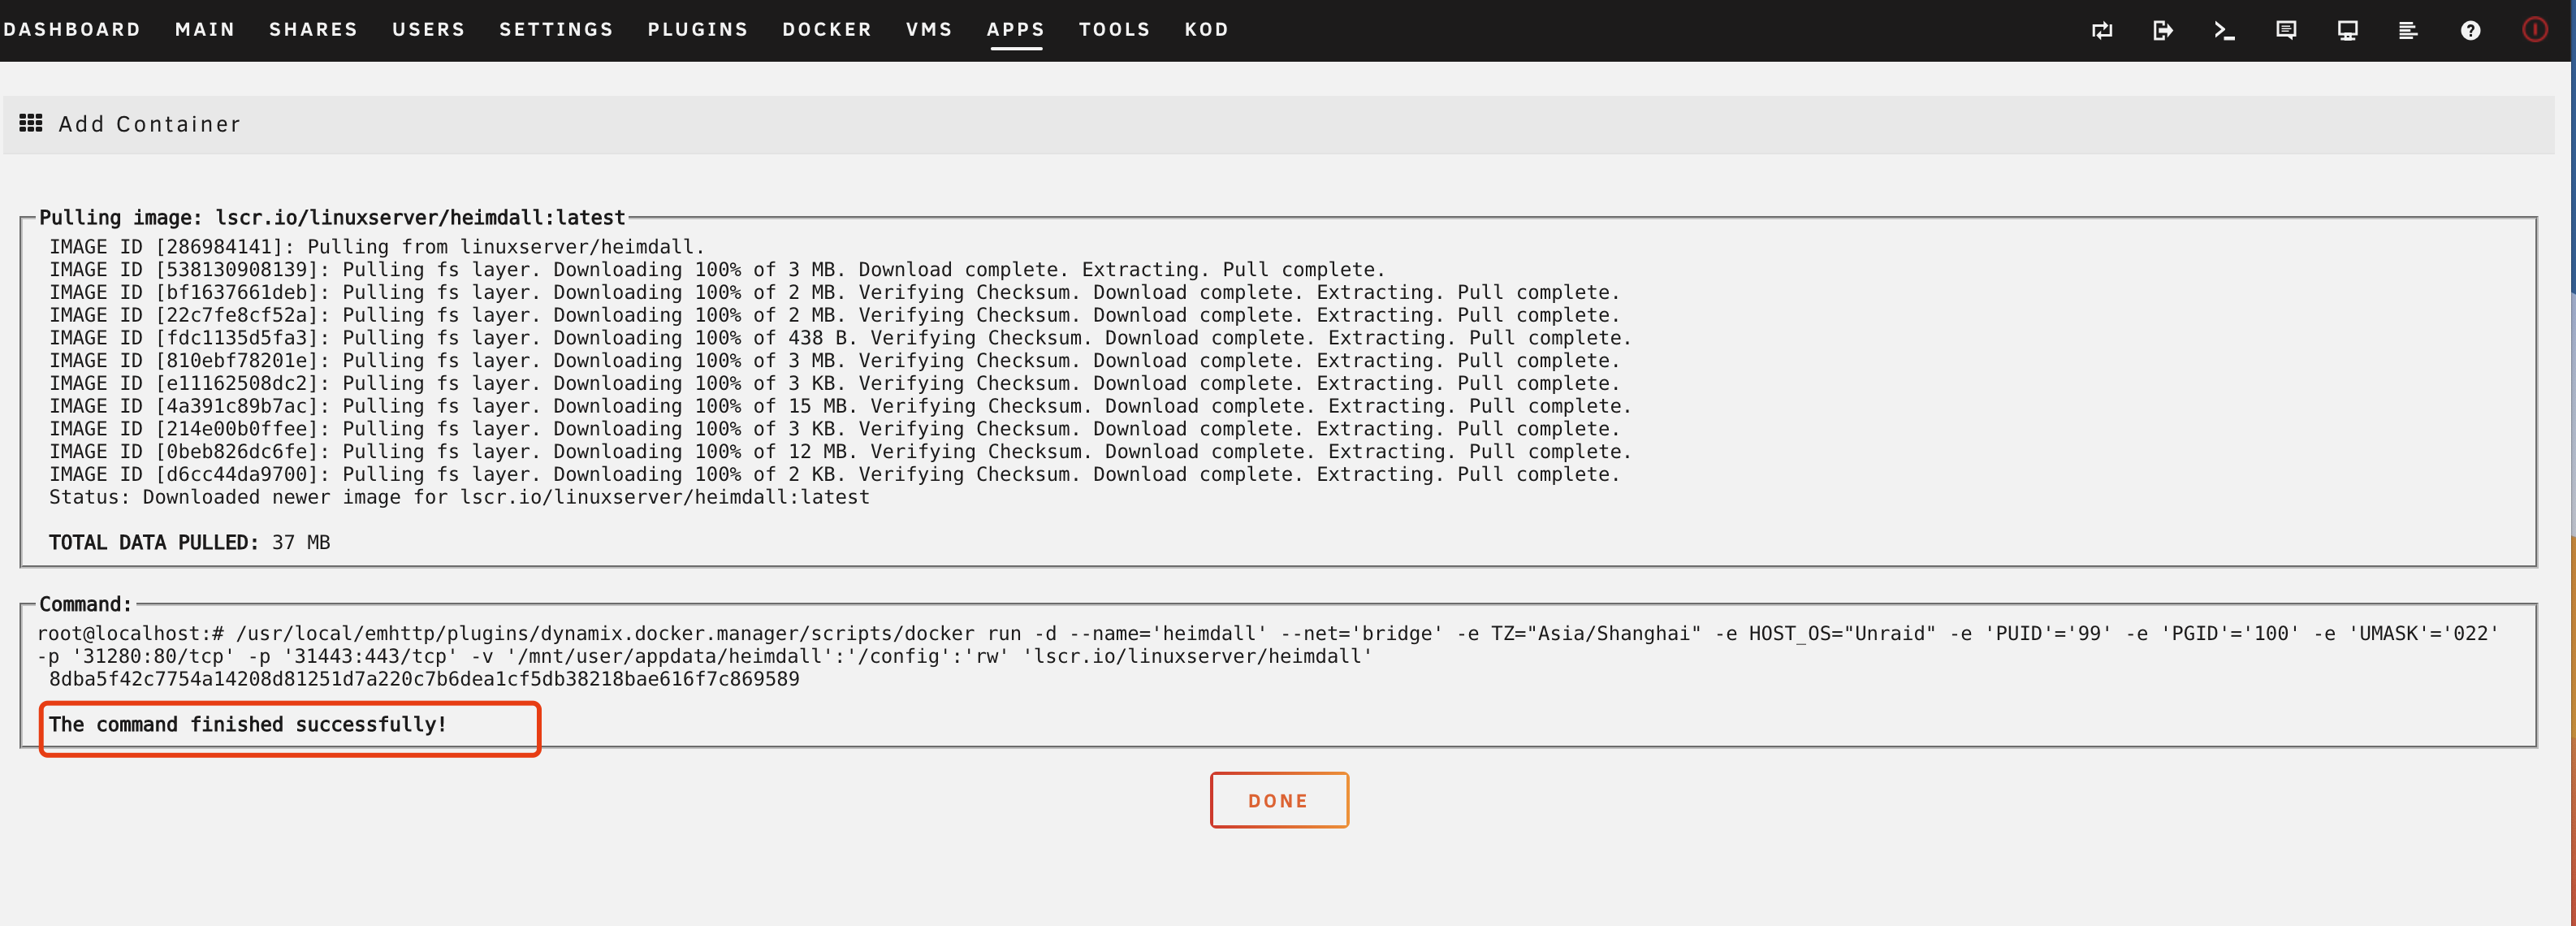 DASHBOARD MAIN SHARES USERS SETTINGS PLUGINS DOCKER VMS APPS TOOLS KOD
Add Container
Pulling image: lscr.io/linuxserver/heimdall:latest
IMAGE ID [286984141]: Pulling from linuxserver/heimdall.
IMAGE ID [538130908139]: Pulling fs layer. Downloading 100% of 3 MB. Download complete. Extracting. Pull complete.
IMAGE ID [bf1637661deb]: Pulling fs layer. Downloading 100% of 2 MB. Verifying Checksum. Download complete. Extracting. Pull complete.
IMAGE ID [22c7fe8cf52a]: Pulling fs layer. Downloading 100% of 2 MB. Verifying Checksum. Download complete. Extracting. Pull complete.
IMAGE ID [fdc1135d5fa3]: Pulling fs layer. Downloading 100% of 438 B. Verifying Checksum. Download complete. Extracting. Pull complete.
IMAGE ID [810ebf78201e]: Pulling fs layer. Downloading 100% of 3 MB. Verifying Checksum. Download complete. Extracting. Pull complete.
IMAGE ID [e11162508dc2]: Pulling fs layer. Downloading 100% of 3 KB. Verifying Checksum. Download complete. Extracting. Pull complete.
IMAGE ID [4a391c89b7ac]: Pulling fs layer. Downloading 100% of 15 MB. Verifying Checksum. Download complete. Extracting. Pull complete.
IMAGE ID [214e00b0ffee]: Pulling fs layer. Downloading 100% of 3 KB. Verifying Checksum. Download complete. Extracting. Pull complete.
IMAGE ID [0beb826dc6fe]: Pulling fs layer. Downloading 100% of 12 MB. Verifying Checksum. Download complete. Extracting. Pull complete.
IMAGE ID [d6cc44da9700]: Pulling fs layer. Downloading 100% of 2 KB. Verifying Checksum. Download complete. Extracting. Pull complete.
Status: Downloaded newer image for lscr.io/linuxserver/heimdall:latest
TOTAL DATA PULLED: 37 MB
Command:
root@localhost:# /usr/local/emhttp/plugins/dynamix.docker.manager/scripts/docker run -d --name='heimdall' --net='bridge' -e TZ="Asia/Shanghai" -e HOST_OS="Unraid" -e 'PUID'='99' -e 'PGID'='100' -e 'UMASK'='022'
-p '31280:80/tcp' -p '31443:443/tcp' -v '/mnt/user/appdata/heimdall':'/config':'rw' 'lscr.io/linuxserver/heimdall'
8dba5f42c7754a14208d81251d7a220c7b6dea1cf5db38218bae616f7c869589
The command finished successfully!
DONE